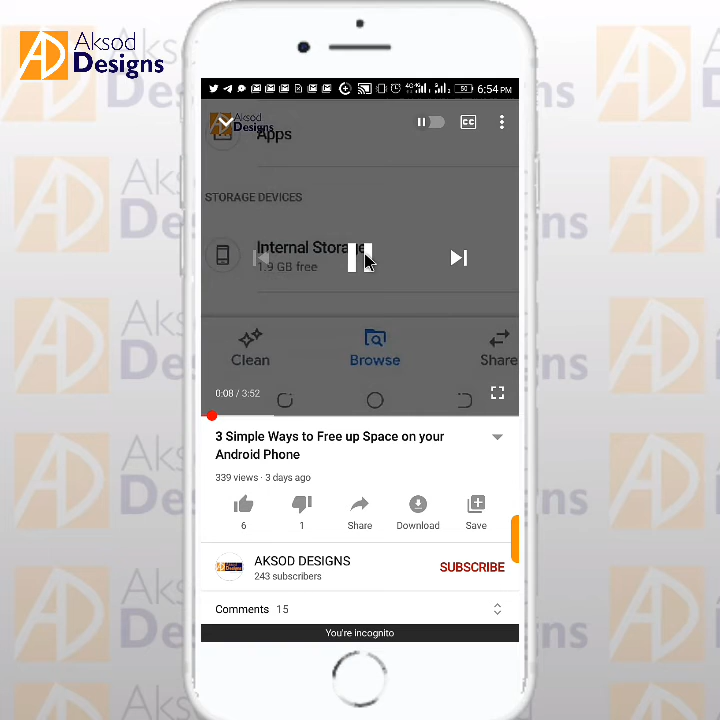 Aksod
Designs
6:54 PM
Aksod
Designs
Apps
CC
STORAGE DEVICES
Internal Storage
1.9 GB free
Clean
Browse
Share
0:08 / 3:52
3 Simple Ways to Free up Space on your
Android Phone
339 views · 3 days ago
6
1
Share
Download
Save
AKSOD DESIGNS
243 subscribers
SUBSCRIBE
Comments 15
You're incognito